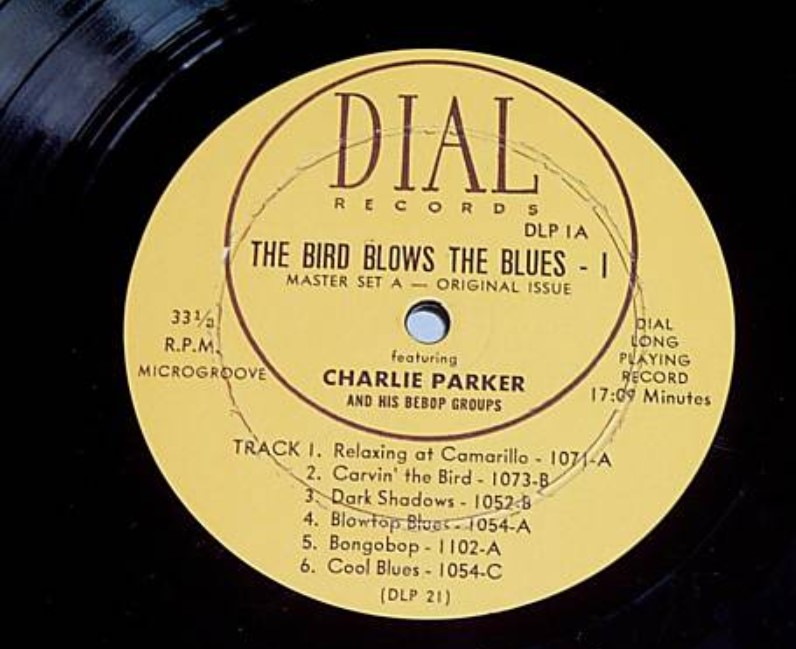 DIAL
RECORDS
DLP 1A
THE BIRD BLOWS THE BLUES - I
MASTER SET A — ORIGINAL ISSUE
33⅓
R.P.M.
MICROGROOVE
DIAL
LONG
PLAYING
RECORD
17:09 Minutes
featuring
CHARLIE PARKER
AND HIS BEBOP GROUPS
TRACK 1. Relaxing at Camarillo - 1071-A
2. Carvin' the Bird - 1073-B
3. Dark Shadows - 1052-B
4. Blowtop Blues - 1054-A
5. Bongobop - 1102-A
6. Cool Blues - 1054-C
(DLP 21)